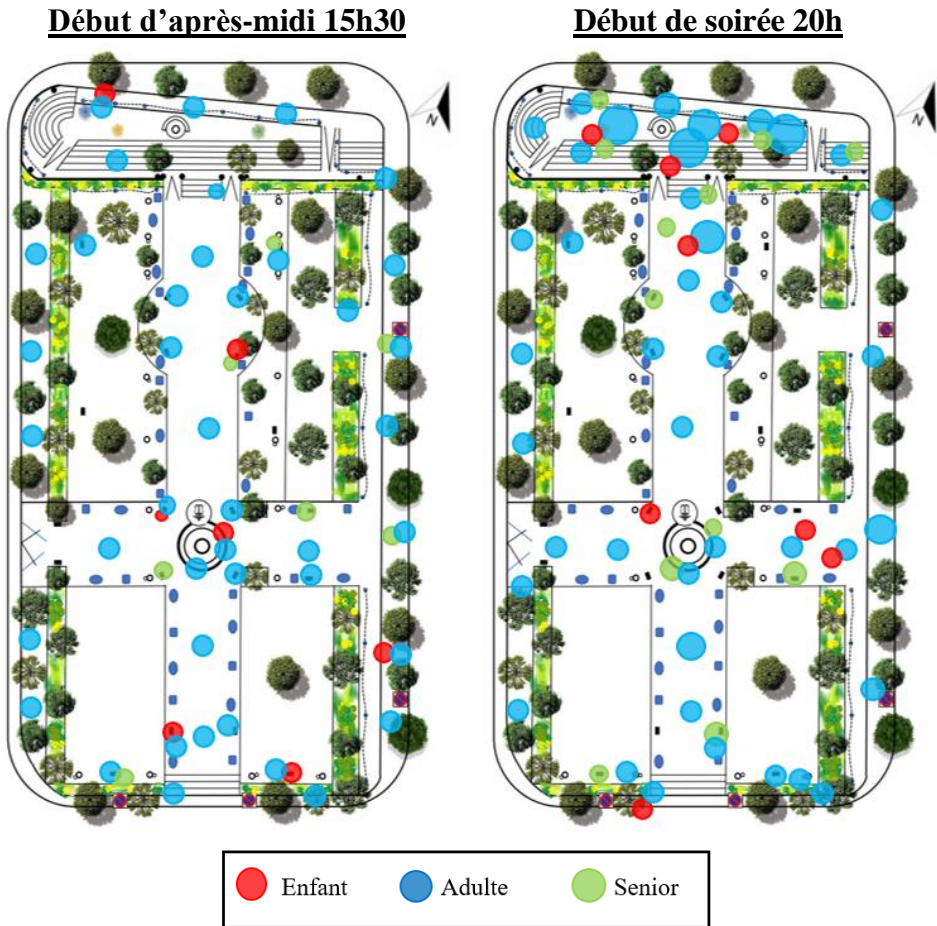 Début d'après-midi 15h30
Début de soirée 20h
N
N
Enfant
Adulte
Senior